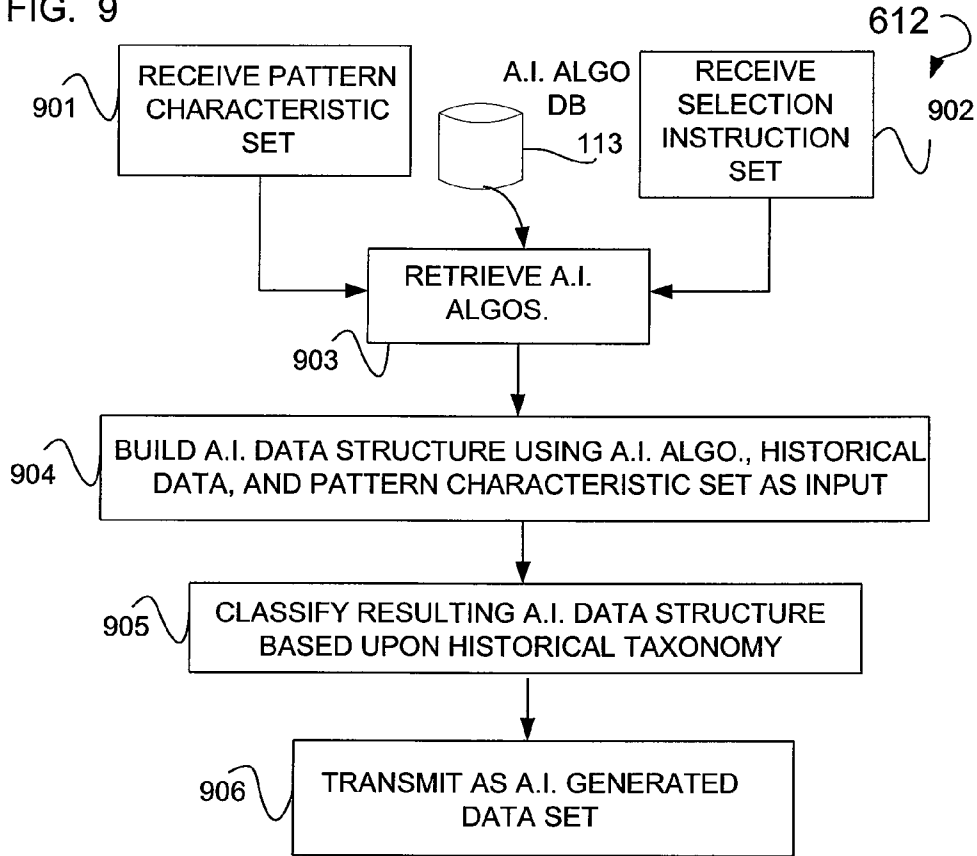 FIG. 9
612
901
RECEIVE PATTERN
CHARACTERISTIC
SET
A.I. ALGO
DB
113
RECEIVE
SELECTION
INSTRUCTION
SET
902
RETRIEVE A.I.
ALGOS.
903
904
BUILD A.I. DATA STRUCTURE USING A.I. ALGO., HISTORICAL
DATA, AND PATTERN CHARACTERISTIC SET AS INPUT
905
CLASSIFY RESULTING A.I. DATA STRUCTURE
BASED UPON HISTORICAL TAXONOMY
906
TRANSMIT AS A.I. GENERATED
DATA SET